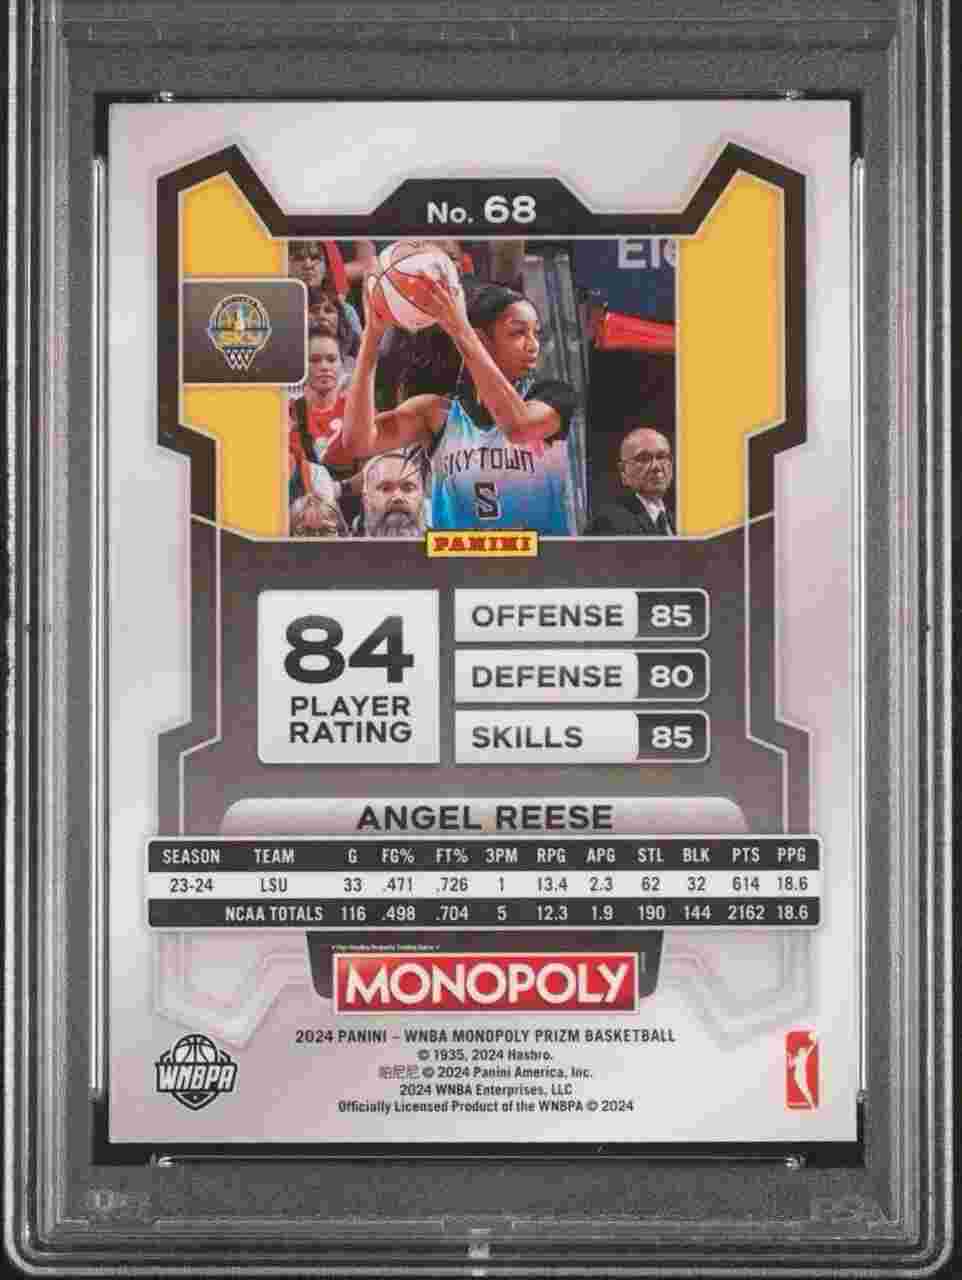 No. 68
Ele
SKY
SKYTOWN
5
PANINI
84
PLAYER
RATING
OFFENSE 85
DEFENSE 80
SKILLS 85
ANGEL REESE
SEASON TEAM G FG% FT% 3PM RPG APG STL BLK PTS PPG
23-24 LSU 33 .471 .726 1 13.4 2.3 62 32 614 18.6
NCAA TOTALS 116 .498 .704 5 12.3 1.9 190 144 2162 18.6
MONOPOLY
2024 PANINI – WNBA MONOPOLY PRIZM BASKETBALL
© 1935, 2024 Hasbro.
帕尼尼 © 2024 Panini America, Inc.
2024 WNBA Enterprises, LLC
Officially Licensed Product of the WNBPA © 2024
WNBPA